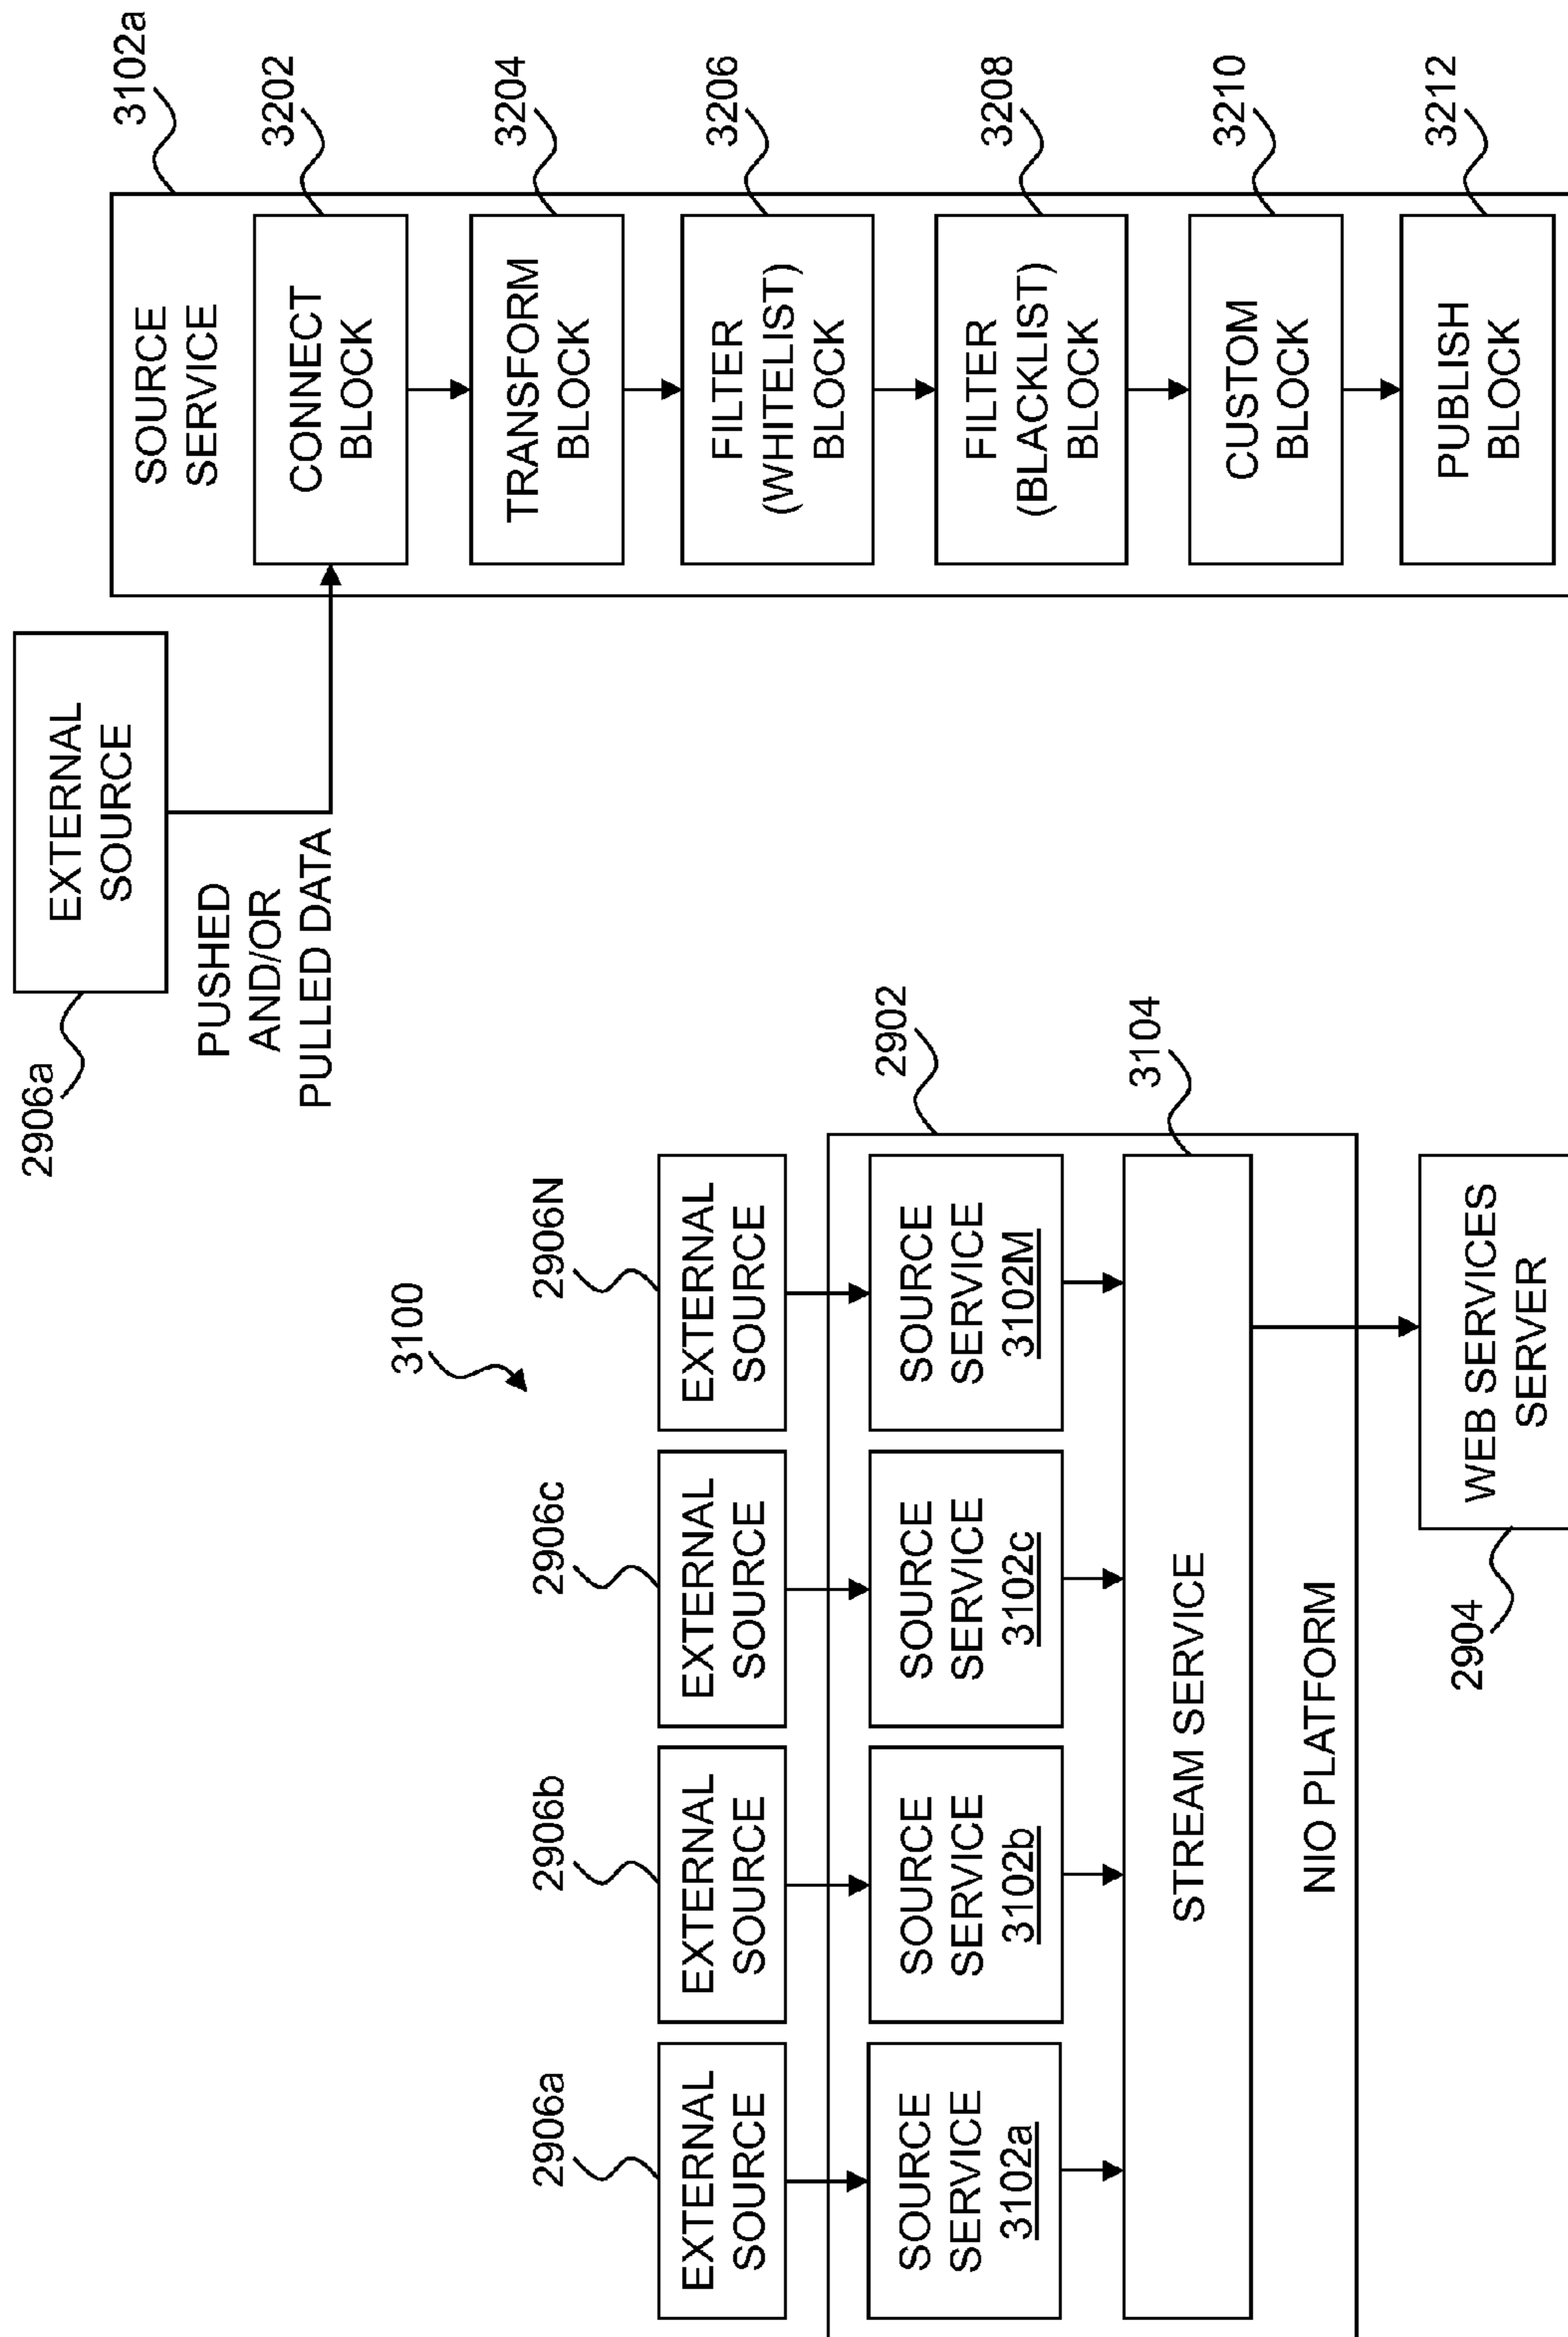 3100
2906a
2906b
2906c
2906N
EXTERNAL
SOURCE
EXTERNAL
SOURCE
EXTERNAL
SOURCE
EXTERNAL
SOURCE
2902
SOURCE
SERVICE
3102a
SOURCE
SERVICE
3102b
SOURCE
SERVICE
3102c
SOURCE
SERVICE
3102M
3104
STREAM SERVICE
NIO PLATFORM
WEB SERVICES
SERVER
2904
2906a
EXTERNAL
SOURCE
PUSHED
AND/OR
PULLED DATA
3102a
SOURCE
SERVICE
3202
CONNECT
BLOCK
3204
TRANSFORM
BLOCK
3206
FILTER
(WHITELIST)
BLOCK
3208
FILTER
(BLACKLIST)
BLOCK
3210
CUSTOM
BLOCK
3212
PUBLISH
BLOCK